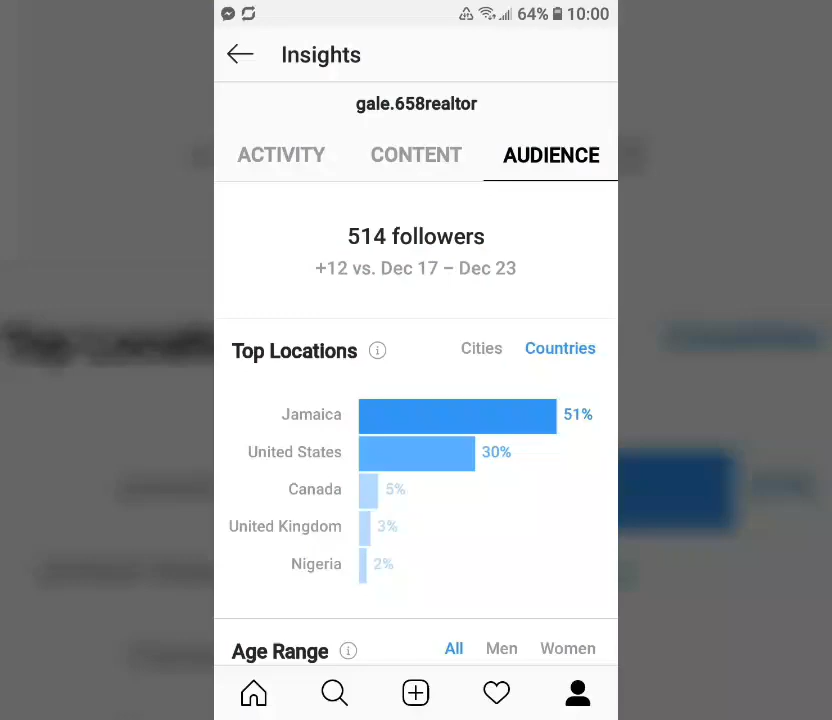 64% 10:00
Insights
gale.658realtor
ACTIVITY CONTENT AUDIENCE
514 followers
+12 vs. Dec 17 – Dec 23
Top Locations Cities Countries
Jamaica 51%
United States 30%
Canada 5%
United Kingdom 3%
Nigeria 2%
Age Range All Men Women